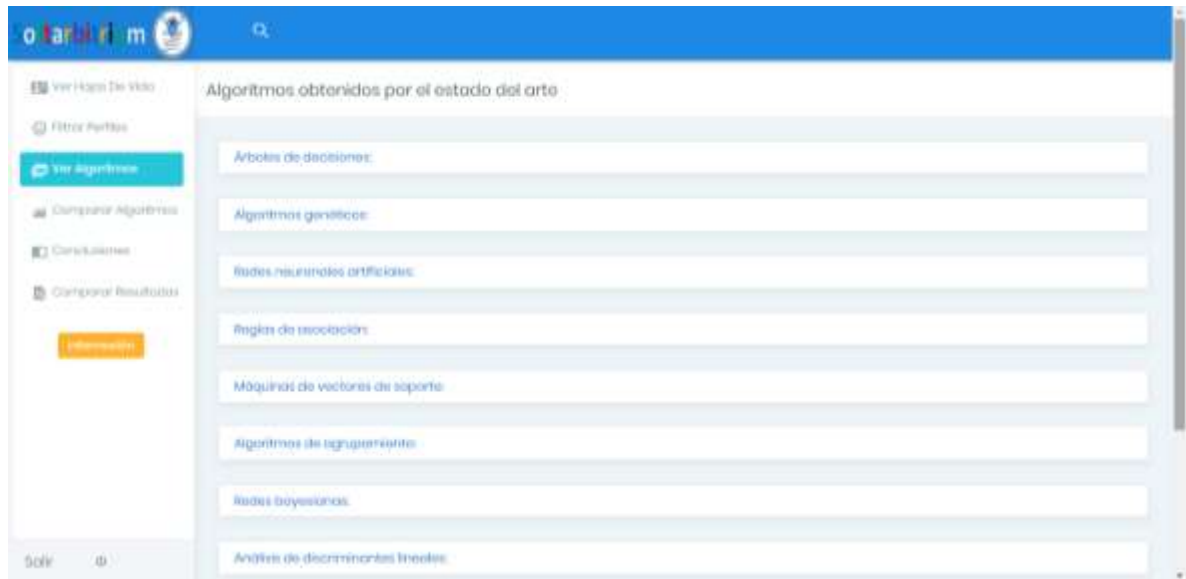 Ver Hojas De Vida
Filtrar Perfiles
Ver Algoritmos
Comparar Algoritmos
Conclusiones
Comparar Resultados
Información
Salir
Algoritmos obtenidos por el estado del arte
Árboles de decisiones:
Algoritmos genéticos:
Redes neuronales artificiales:
Reglas de asociación:
Máquinas de vectores de soporte:
Algoritmos de agrupamiento:
Redes bayesianas:
Análisis de discriminantes lineales: